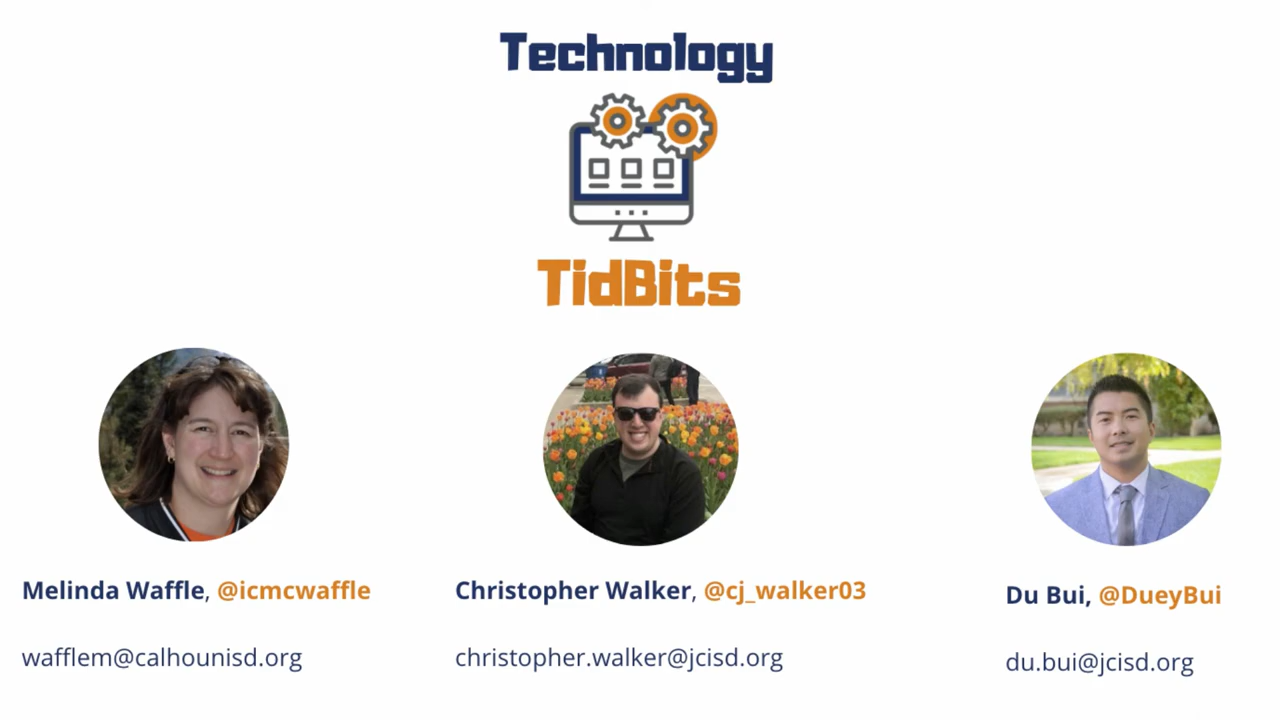 Technology
TidBits
Melinda Waffle, @icmcwaffle
wafflem@calhounisd.org
Christopher Walker, @cj_walker03
christopher.walker@jcisd.org
Du Bui, @DueyBui
du.bui@jcisd.org